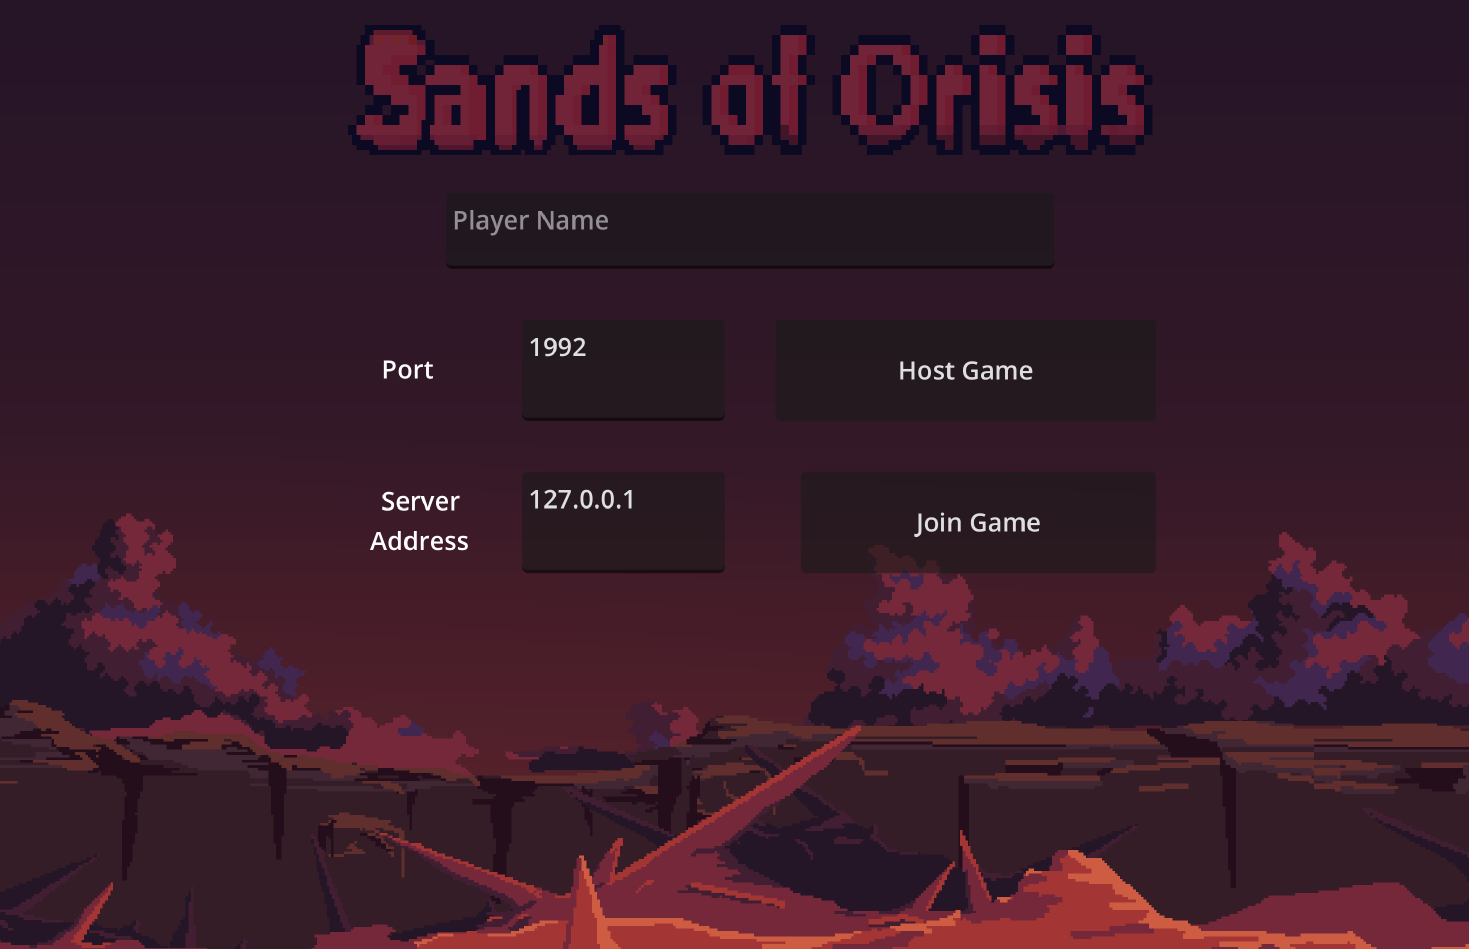 Sands of Orisis
Player Name
Port
1992
Host Game
Server
Address
127.0.0.1
Join Game